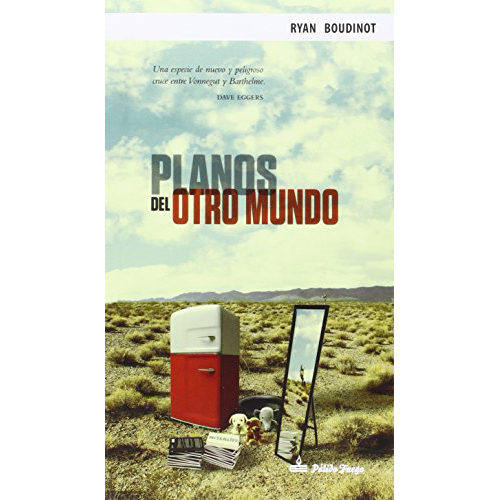 RYAN BOUDINOT
Una especie de nuevo y peligroso
cruce entre Vonnegut y Barthelme.
DAVE EGGERS
PLANOS
DEL OTRO MUNDO
DICTIONARIES
Pálido Fuego